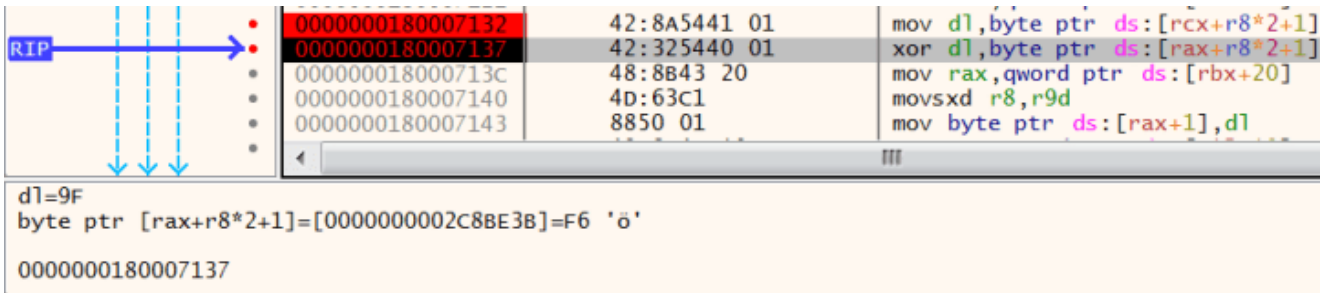 0000000180007132 42:8A5441 01 mov dl,byte ptr ds:[rcx+r8*2+1]
RIP 0000000180007137 42:325440 01 xor dl,byte ptr ds:[rax+r8*2+1]
000000018000713C 48:8B43 20 mov rax,qword ptr ds:[rbx+20]
0000000180007140 4D:63C1 movsxd r8,r9d
0000000180007143 8850 01 mov byte ptr ds:[rax+1],dl
dl=9F
byte ptr [rax+r8*2+1]=[0000000002C8BE3B]=F6 'ö'
0000000180007137